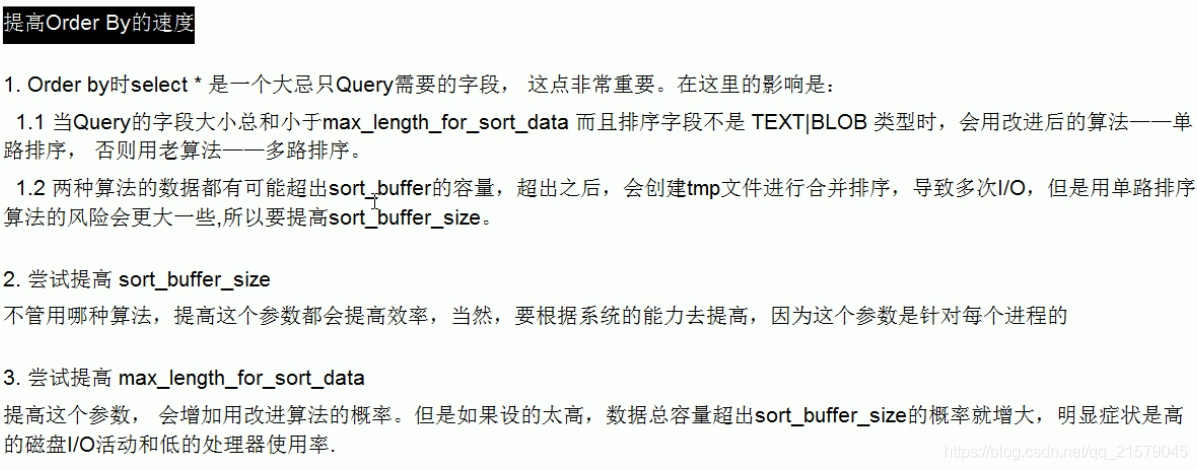 提高Order By的速度
1. Order by时select * 是一个大忌只Query需要的字段， 这点非常重要。在这里的影响是：
1.1 当Query的字段大小总和小于max_length_for_sort_data 而且排序字段不是 TEXT|BLOB 类型时，会用改进后的算法——单
路排序， 否则用老算法——多路排序。
1.2 两种算法的数据都有可能超出sort_buffer的容量，超出之后，会创建tmp文件进行合并排序，导致多次I/O，但是用单路排序
算法的风险会更大一些,所以要提高sort_buffer_size。
2. 尝试提高 sort_buffer_size
不管用哪种算法，提高这个参数都会提高效率，当然，要根据系统的能力去提高，因为这个参数是针对每个进程的
3. 尝试提高 max_length_for_sort_data
提高这个参数， 会增加用改进算法的概率。但是如果设的太高，数据总容量超出sort_buffer_size的概率就增大，明显症状是高
的磁盘I/O活动和低的处理器使用率.
https://blog.csdn.net/qq_21579045